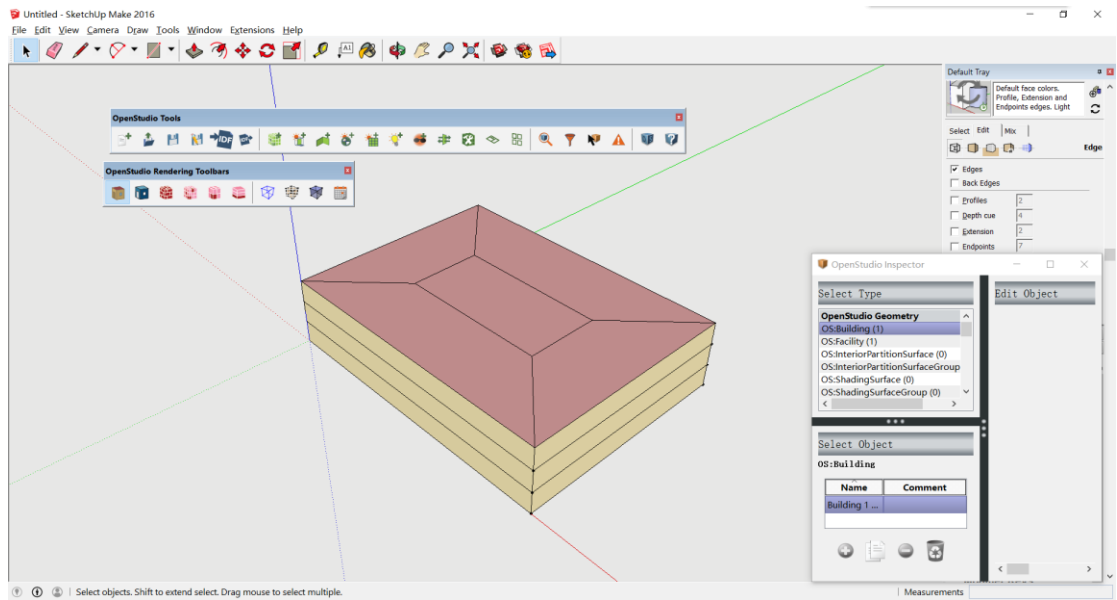 Untitled - SketchUp Make 2016
File Edit View Camera Draw Tools Window Extensions Help
A1
Default Tray
Default face colors.
Profile, Extension and
Endpoints edges. Light
OpenStudio Tools
IDF
Select Edit Mix
Edge
OpenStudio Rendering Toolbars
Edges
Back Edges
Profiles 2
Depth cue 4
Extension 2
Endpoints 7
OpenStudio Inspector
Select Type
Edit Object
OpenStudio Geometry
OS:Building (1)
OS:Facility (1)
OS:InteriorPartitionSurface (0)
OS:InteriorPartitionSurfaceGroup
OS:ShadingSurface (0)
OS:ShadingSurfaceGroup (0)
Select Object
OS:Building
Name Comment
Building 1 ...
Select objects. Shift to extend select. Drag mouse to select multiple.
Measurements